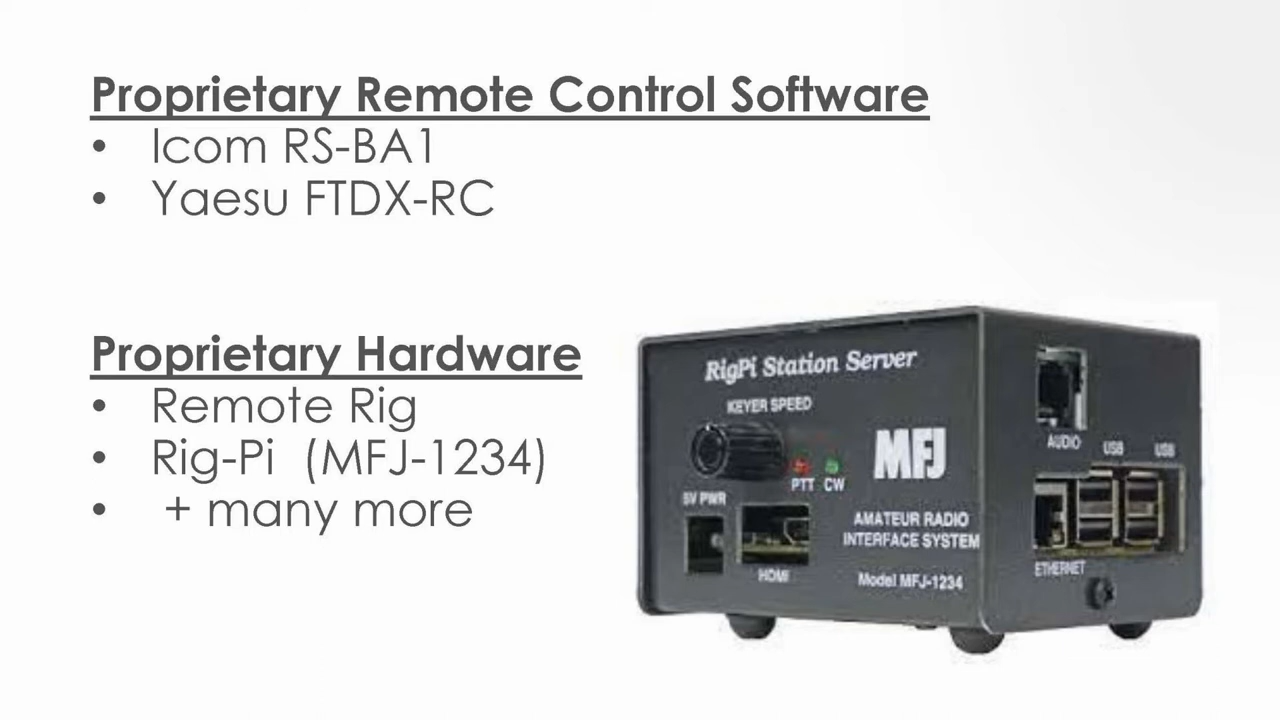 Proprietary Remote Control Software
• Icom RS-BA1
• Yaesu FTDX-RC
Proprietary Hardware
• Remote Rig
• Rig-Pi (MFJ-1234)
• + many more
RigPi Station Server
KEYER SPEED
MFJ
PTT CW
5V PWR
HDMI
AMATEUR RADIO
INTERFACE SYSTEM
Model MFJ-1234
AUDIO
USB USB
ETHERNET